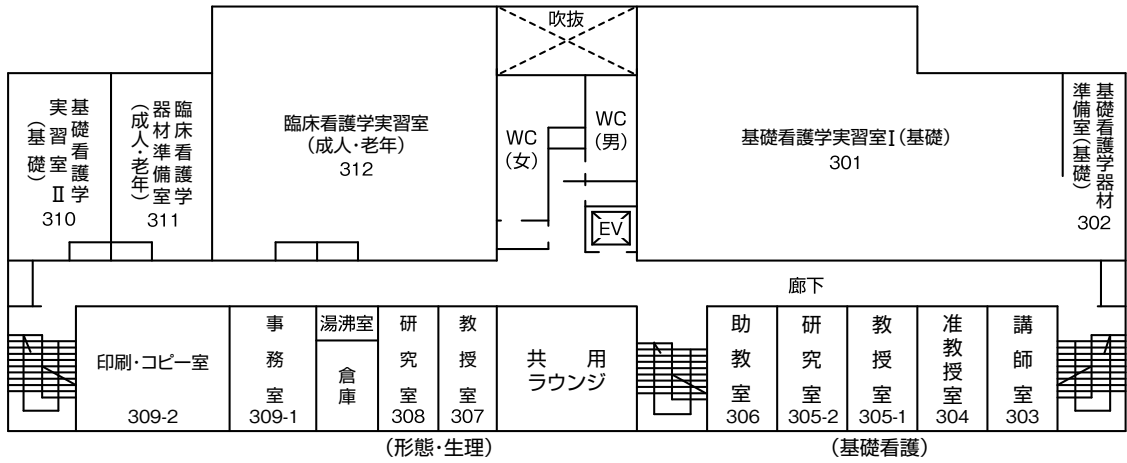 吹抜
基礎看護学
実習室Ⅱ
(基礎)
310
臨床看護学
器材準備室
(成人・老年)
311
臨床看護学実習室
(成人・老年)
312
WC
(女)
WC
(男)
EV
基礎看護学実習室Ⅰ(基礎)
301
基礎看護学器材
準備室(基礎)
302
廊下
印刷・コピー室
309-2
事務室
309-1
湯沸室
倉庫
研究室
308
教授室
307
共用
ラウンジ
助教室
306
研究室
305-2
教授室
305-1
准教授室
304
講師室
303
(形態・生理)
(基礎看護)